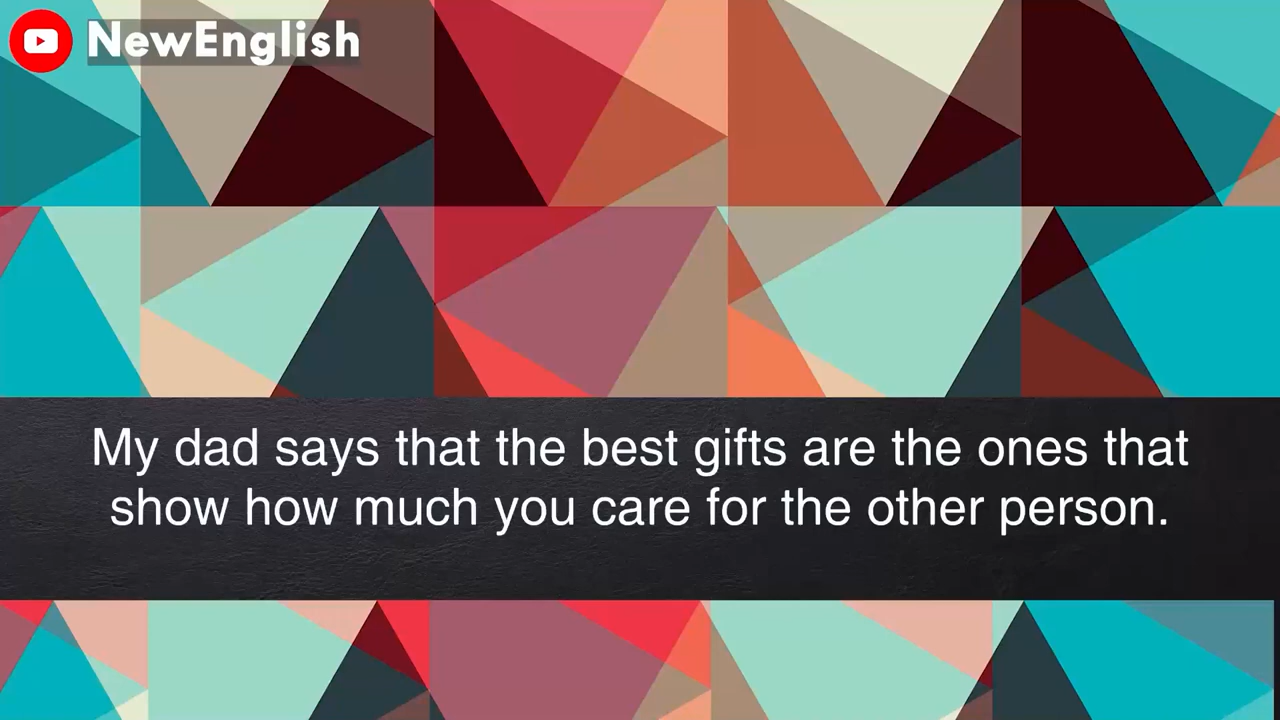 NewEnglish
My dad says that the best gifts are the ones that
show how much you care for the other person.